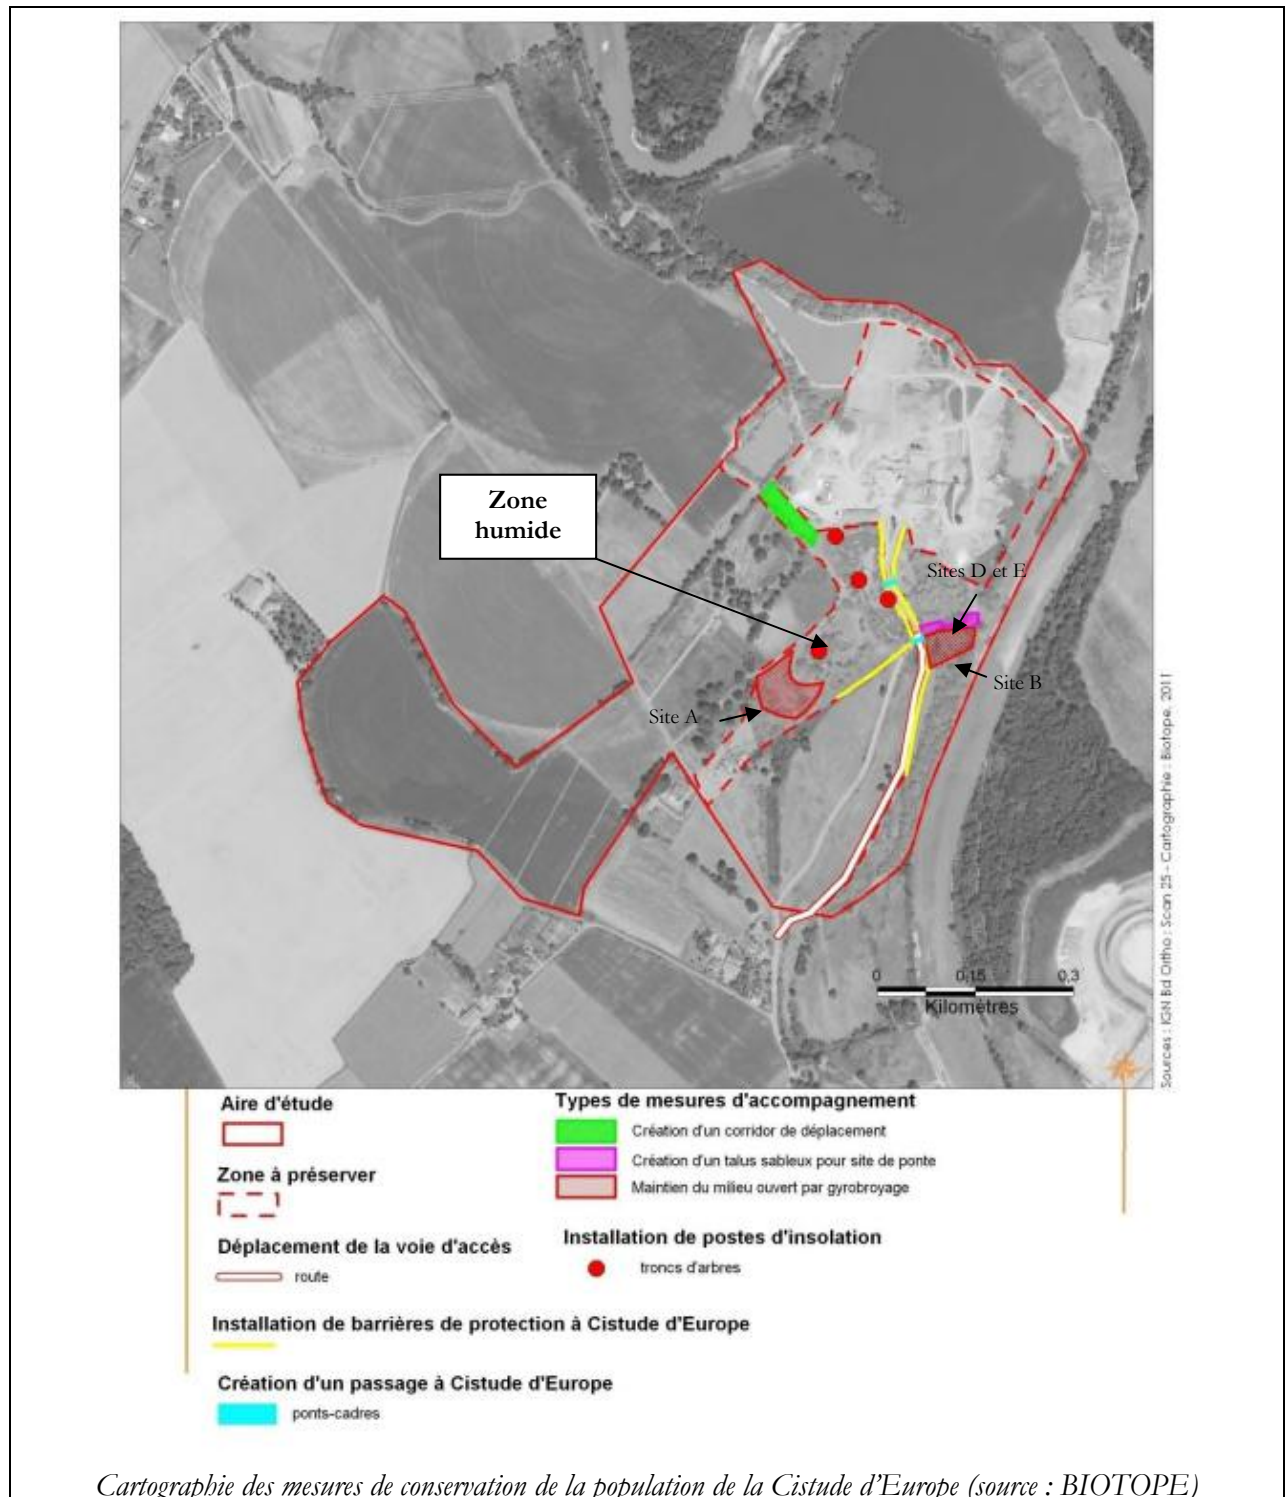 Zone
humide
Sites D et E
Site B
Site A
0 0,15 0,3
Kilomètres
Sources : IGN Bd Ortho ; Scan 25 - Cartographie : Biotope, 2011
Aire d'étude
Zone à préserver
Déplacement de la voie d'accès
route
Installation de barrières de protection à Cistude d'Europe
Création d'un passage à Cistude d'Europe
ponts-cadres
Types de mesures d'accompagnement
Création d'un corridor de déplacement
Création d'un talus sableux pour site de ponte
Maintien du milieu ouvert par gyrobroyage
Installation de postes d'insolation
troncs d'arbres
Cartographie des mesures de conservation de la population de la Cistude d'Europe (source : BIOTOPE)